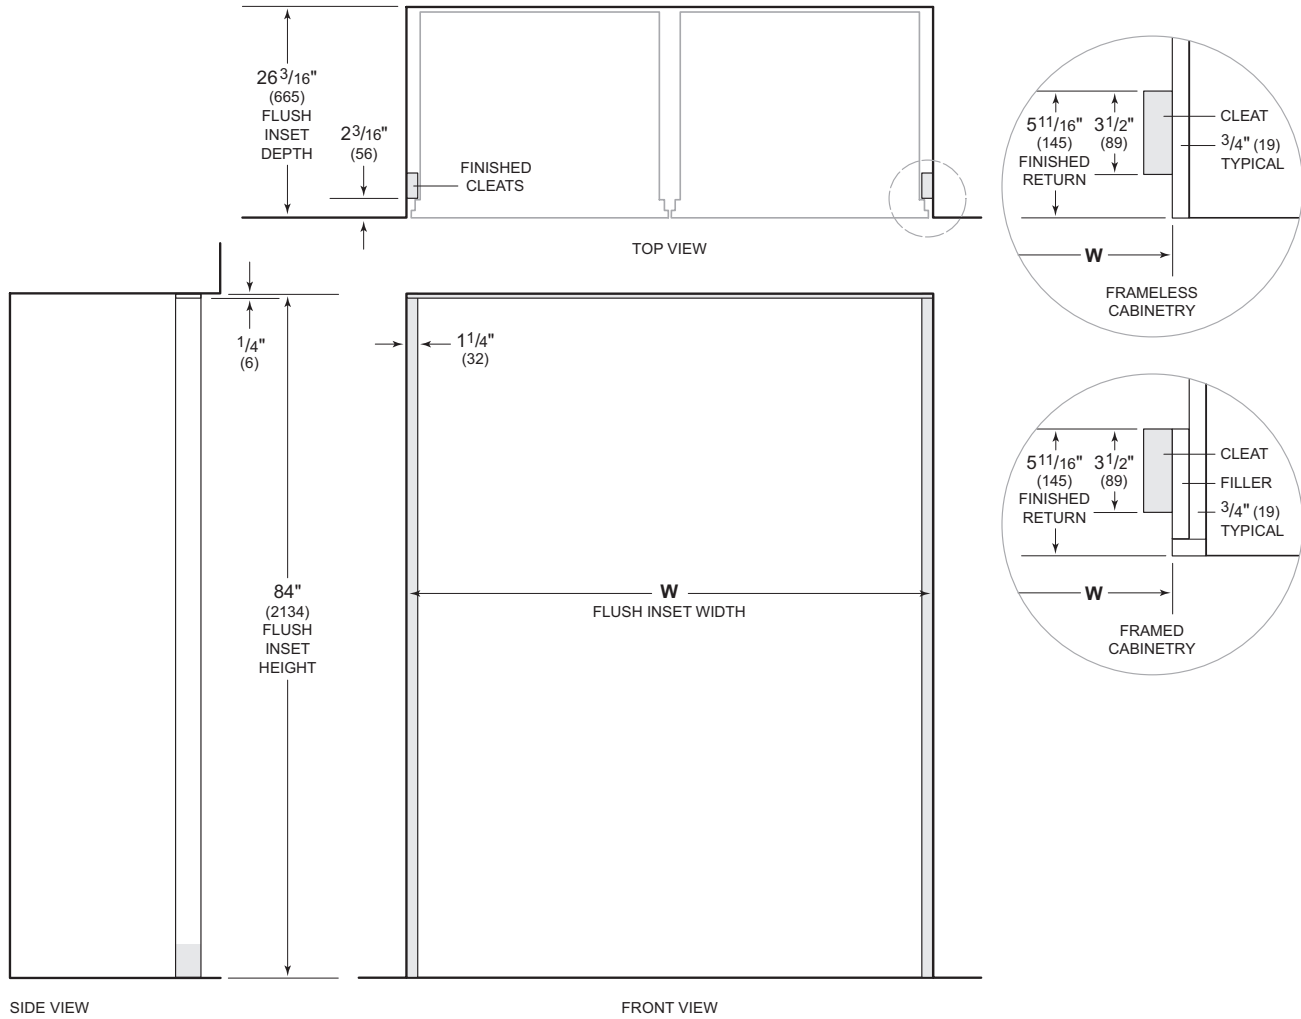 26 3/16"
(665)
FLUSH
INSET
DEPTH
2 3/16"
(56)
FINISHED
CLEATS
TOP VIEW
5 11/16"
(145)
FINISHED
RETURN
3 1/2"
(89)
CLEAT
3/4" (19)
TYPICAL
W
FRAMELESS
CABINETRY
1/4"
(6)
1 1/4"
(32)
84"
(2134)
FLUSH
INSET
HEIGHT
W
FLUSH INSET WIDTH
5 11/16"
(145)
FINISHED
RETURN
3 1/2"
(89)
CLEAT
FILLER
3/4" (19)
TYPICAL
W
FRAMED
CABINETRY
SIDE VIEW
FRONT VIEW